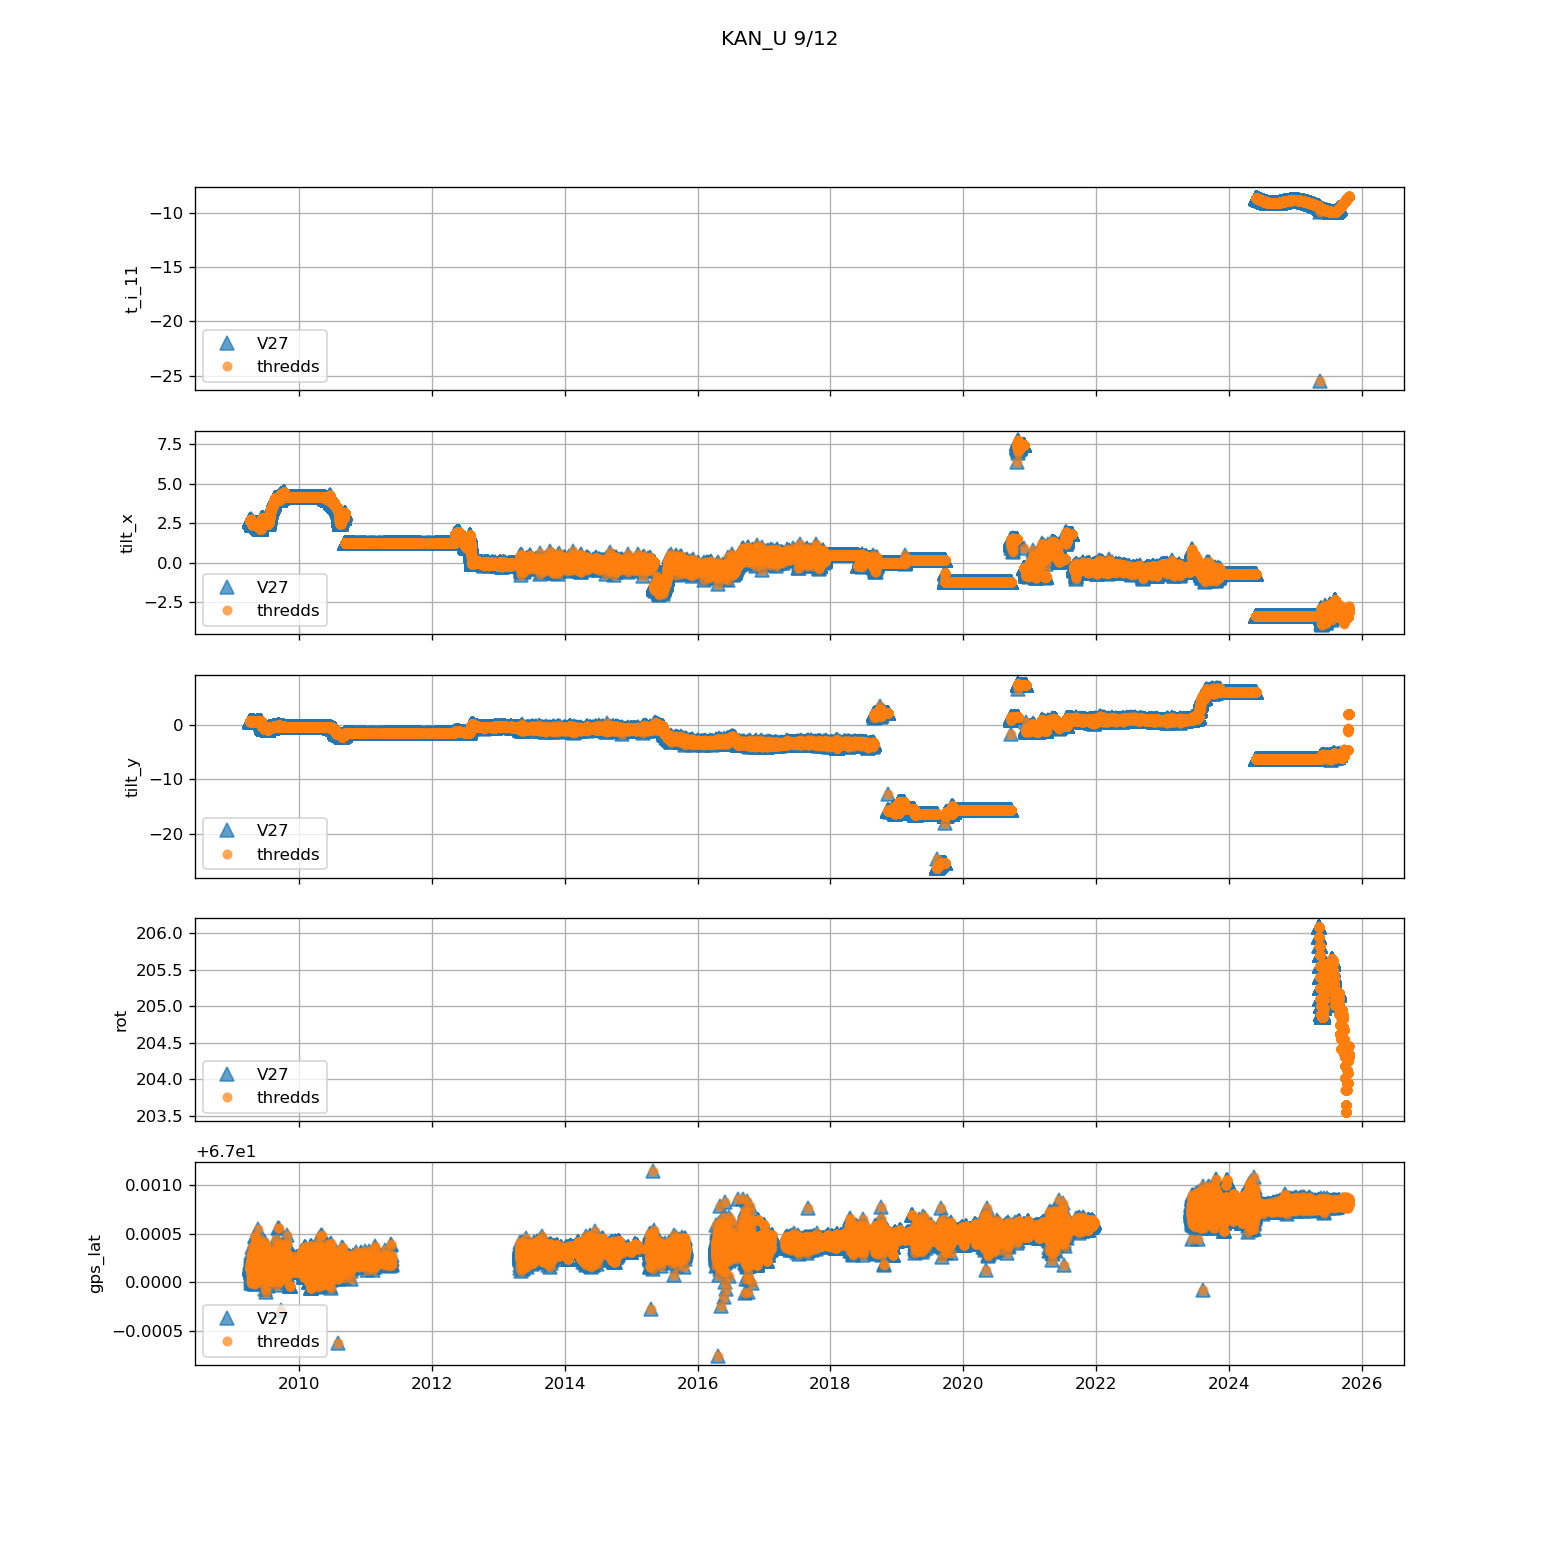 KAN_U 9/12
−10
−15
−20
−25
t_i_11
V27
thredds
7.5
5.0
2.5
0.0
−2.5
tilt_x
V27
thredds
0
−10
−20
tilt_y
V27
thredds
206.0
205.5
205.0
204.5
204.0
203.5
rot
V27
thredds
+6.7e1
0.0010
0.0005
0.0000
−0.0005
gps_lat
V27
thredds
2010 2012 2014 2016 2018 2020 2022 2024 2026